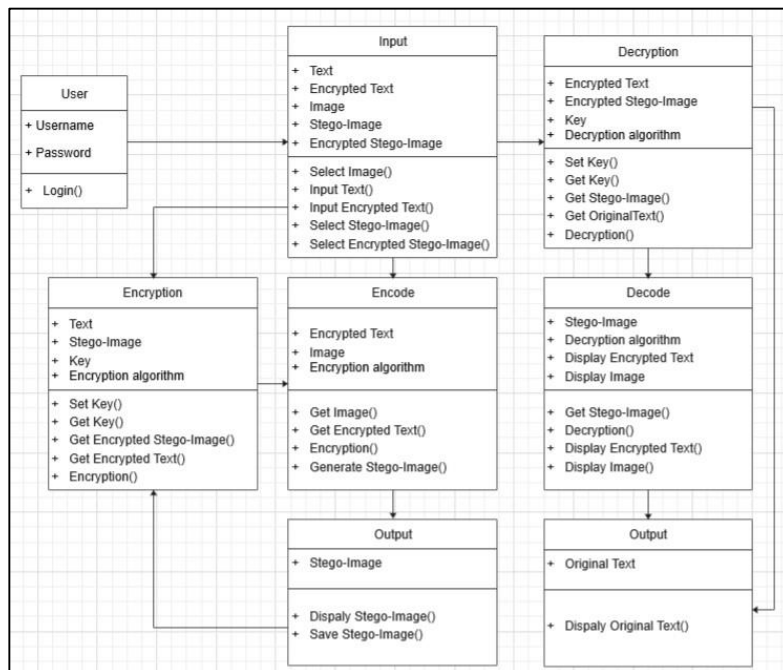 User
+ Username
+ Password
+ Login()
Input
+ Text
+ Encrypted Text
+ Image
+ Stego-Image
+ Encrypted Stego-Image
+ Select Image()
+ Input Text()
+ Input Encrypted Text()
+ Select Stego-Image()
+ Select Encrypted Stego-Image()
Decryption
+ Encrypted Text
+ Encrypted Stego-Image
+ Key
+ Decryption algorithm
+ Set Key()
+ Get Key()
+ Get Stego-Image()
+ Get OriginalText()
+ Decryption()
Encryption
+ Text
+ Stego-Image
+ Key
+ Encryption algorithm
+ Set Key()
+ Get Key()
+ Get Encrypted Stego-Image()
+ Get Encrypted Text()
+ Encryption()
Encode
+ Encrypted Text
+ Image
+ Encryption algorithm
+ Get Image()
+ Get Encrypted Text()
+ Encryption()
+ Generate Stego-Image()
Decode
+ Stego-Image
+ Decryption algorithm
+ Display Encrypted Text
+ Display Image
+ Get Stego-Image()
+ Decryption()
+ Display Encrypted Text()
+ Display Image()
Output
+ Stego-Image
+ Dispaly Stego-Image()
+ Save Stego-Image()
Output
+ Original Text
+ Dispaly Original Text()